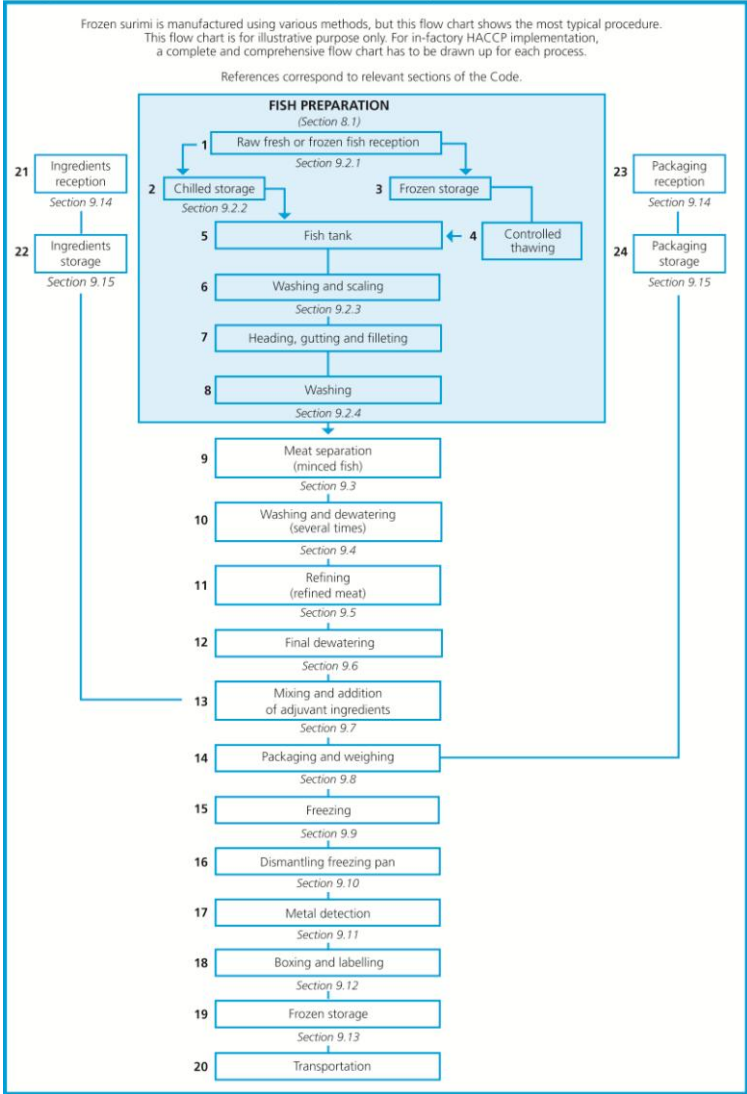 Frozen surimi is manufactured using various methods, but this flow chart shows the most typical procedure.
This flow chart is for illustrative purpose only. For in-factory HACCP implementation,
a complete and comprehensive flow chart has to be drawn up for each process.
References correspond to relevant sections of the Code.
FISH PREPARATION
(Section 8.1)
1 Raw fresh or frozen fish reception
Section 9.2.1
2 Chilled storage
Section 9.2.2
3 Frozen storage
4 Controlled
thawing
5 Fish tank
6 Washing and scaling
Section 9.2.3
7 Heading, gutting and filleting
8 Washing
Section 9.2.4
21 Ingredients
reception
Section 9.14
22 Ingredients
storage
Section 9.15
23 Packaging
reception
Section 9.14
24 Packaging
storage
Section 9.15
9 Meat separation
(minced fish)
Section 9.3
10 Washing and dewatering
(several times)
Section 9.4
11 Refining
(refined meat)
Section 9.5
12 Final dewatering
Section 9.6
13 Mixing and addition
of adjuvant ingredients
Section 9.7
14 Packaging and weighing
Section 9.8
15 Freezing
Section 9.9
16 Dismantling freezing pan
Section 9.10
17 Metal detection
Section 9.11
18 Boxing and labelling
Section 9.12
19 Frozen storage
Section 9.13
20 Transportation